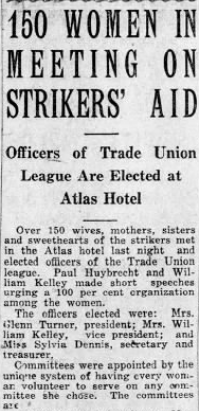 150 WOMEN IN
MEETING ON
STRIKERS' AID
Officers of Trade Union
League Are Elected at
Atlas Hotel
Over 150 wives, mothers, sisters
and sweethearts of the strikers met
in the Atlas hotel last night and
elected officers of the Trade Union
league. Paul Huybrecht and Wil-
liam Kelley made short speeches
urging a 100 per cent organization
among the women.
The officers elected were: Mrs.
Glenn Turner, president; Mrs. Wil-
liam Kelley, vice president; and
Miss Sylvia Dennis, secretary and
treasurer.
Committees were appointed by the
unique system of having every wom-
an volunteer to serve on any com-
mittee she chose. The committees
are